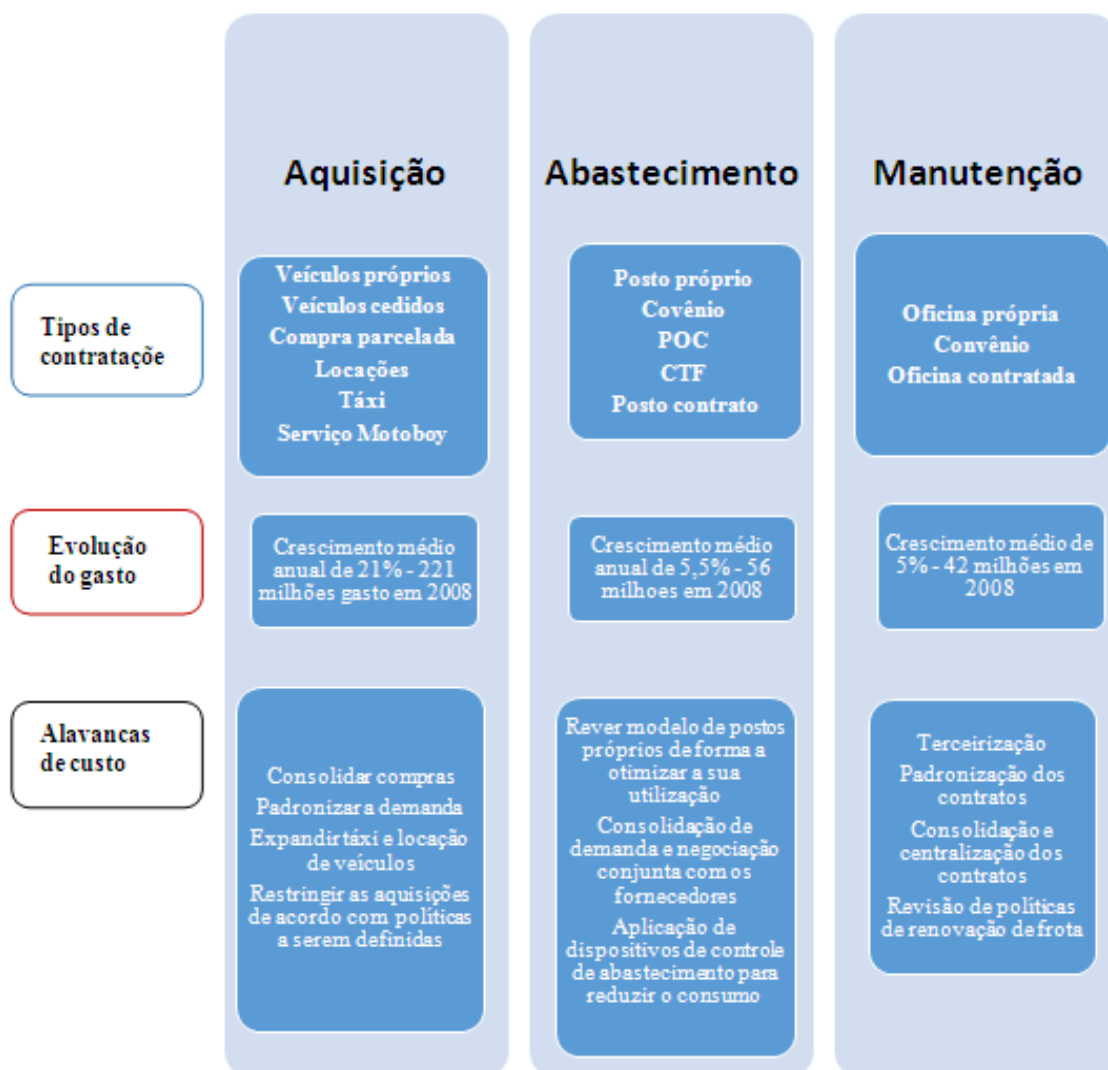 Aquisição
Abastecimento
Manutenção
Tipos de
contrataçõe
Veículos próprios
Veículos cedidos
Compra parcelada
Locações
Táxi
Serviço Motoboy
Posto próprio
Covênio
POC
CTF
Posto contrato
Oficina própria
Convênio
Oficina contratada
Evolução
do gasto
Crescimento médio
anual de 21% - 221
milhões gasto em 2008
Crescimento médio
anual de 5,5% - 56
milhoes em 2008
Crescimento médio de
5% - 42 milhões em
2008
Alavancas
de custo
Consolidar compras
Padronizar a demanda
Expandir táxi e locação
de veículos
Restringir as aquisições
de acordo com políticas
a serem definidas
Rever modelo de postos
próprios de forma a
otimizar a sua
utilização
Consolidação de
demanda e negociação
conjunta com os
fornecedores
Aplicação de
dispositivos de controle
de abastecimento para
reduzir o consumo
Terceirização
Padronização dos
contratos
Consolidação e
centralização dos
contratos
Revisão de políticas
de renovação de frota